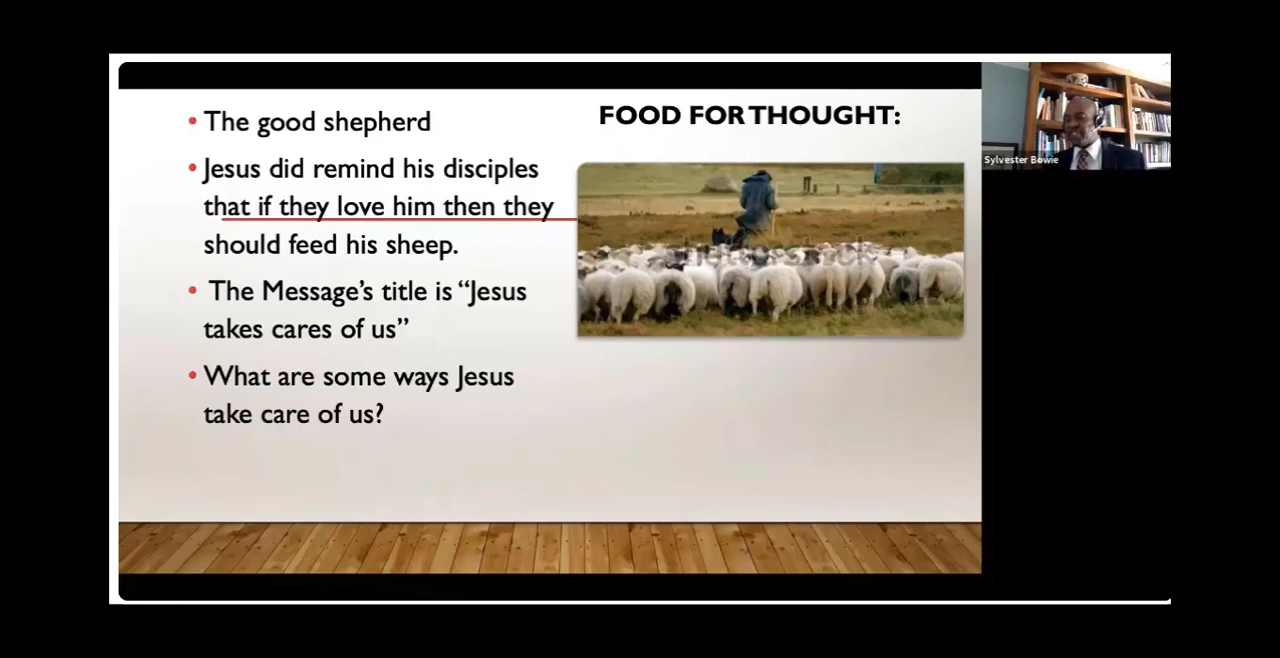 FOOD FOR THOUGHT:
• The good shepherd
• Jesus did remind his disciples
that if they love him then they
should feed his sheep.
• The Message's title is “Jesus
takes cares of us”
• What are some ways Jesus
take care of us?
shutterstock
Sylvester Bowie